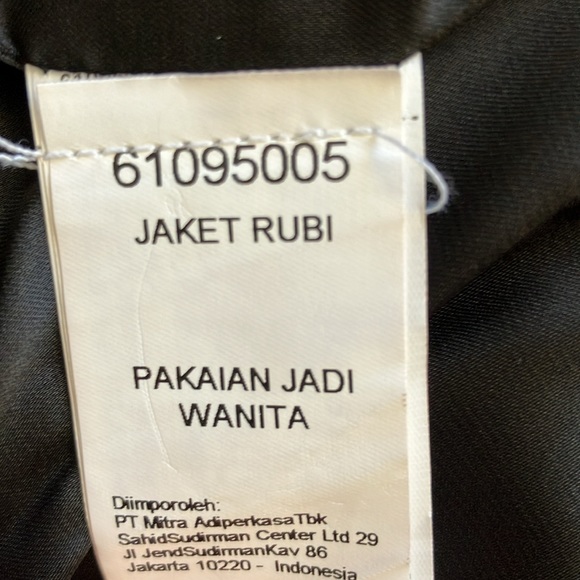 61095005
JAKET RUBI
PAKAIAN JADI
WANITA
Diimporoleh:
PT Mitra AdiperkasaTbk
SahidSudirman Center Ltd 29
Jl JendSudirmanKav 86
Jakarta 10220 - Indonesia